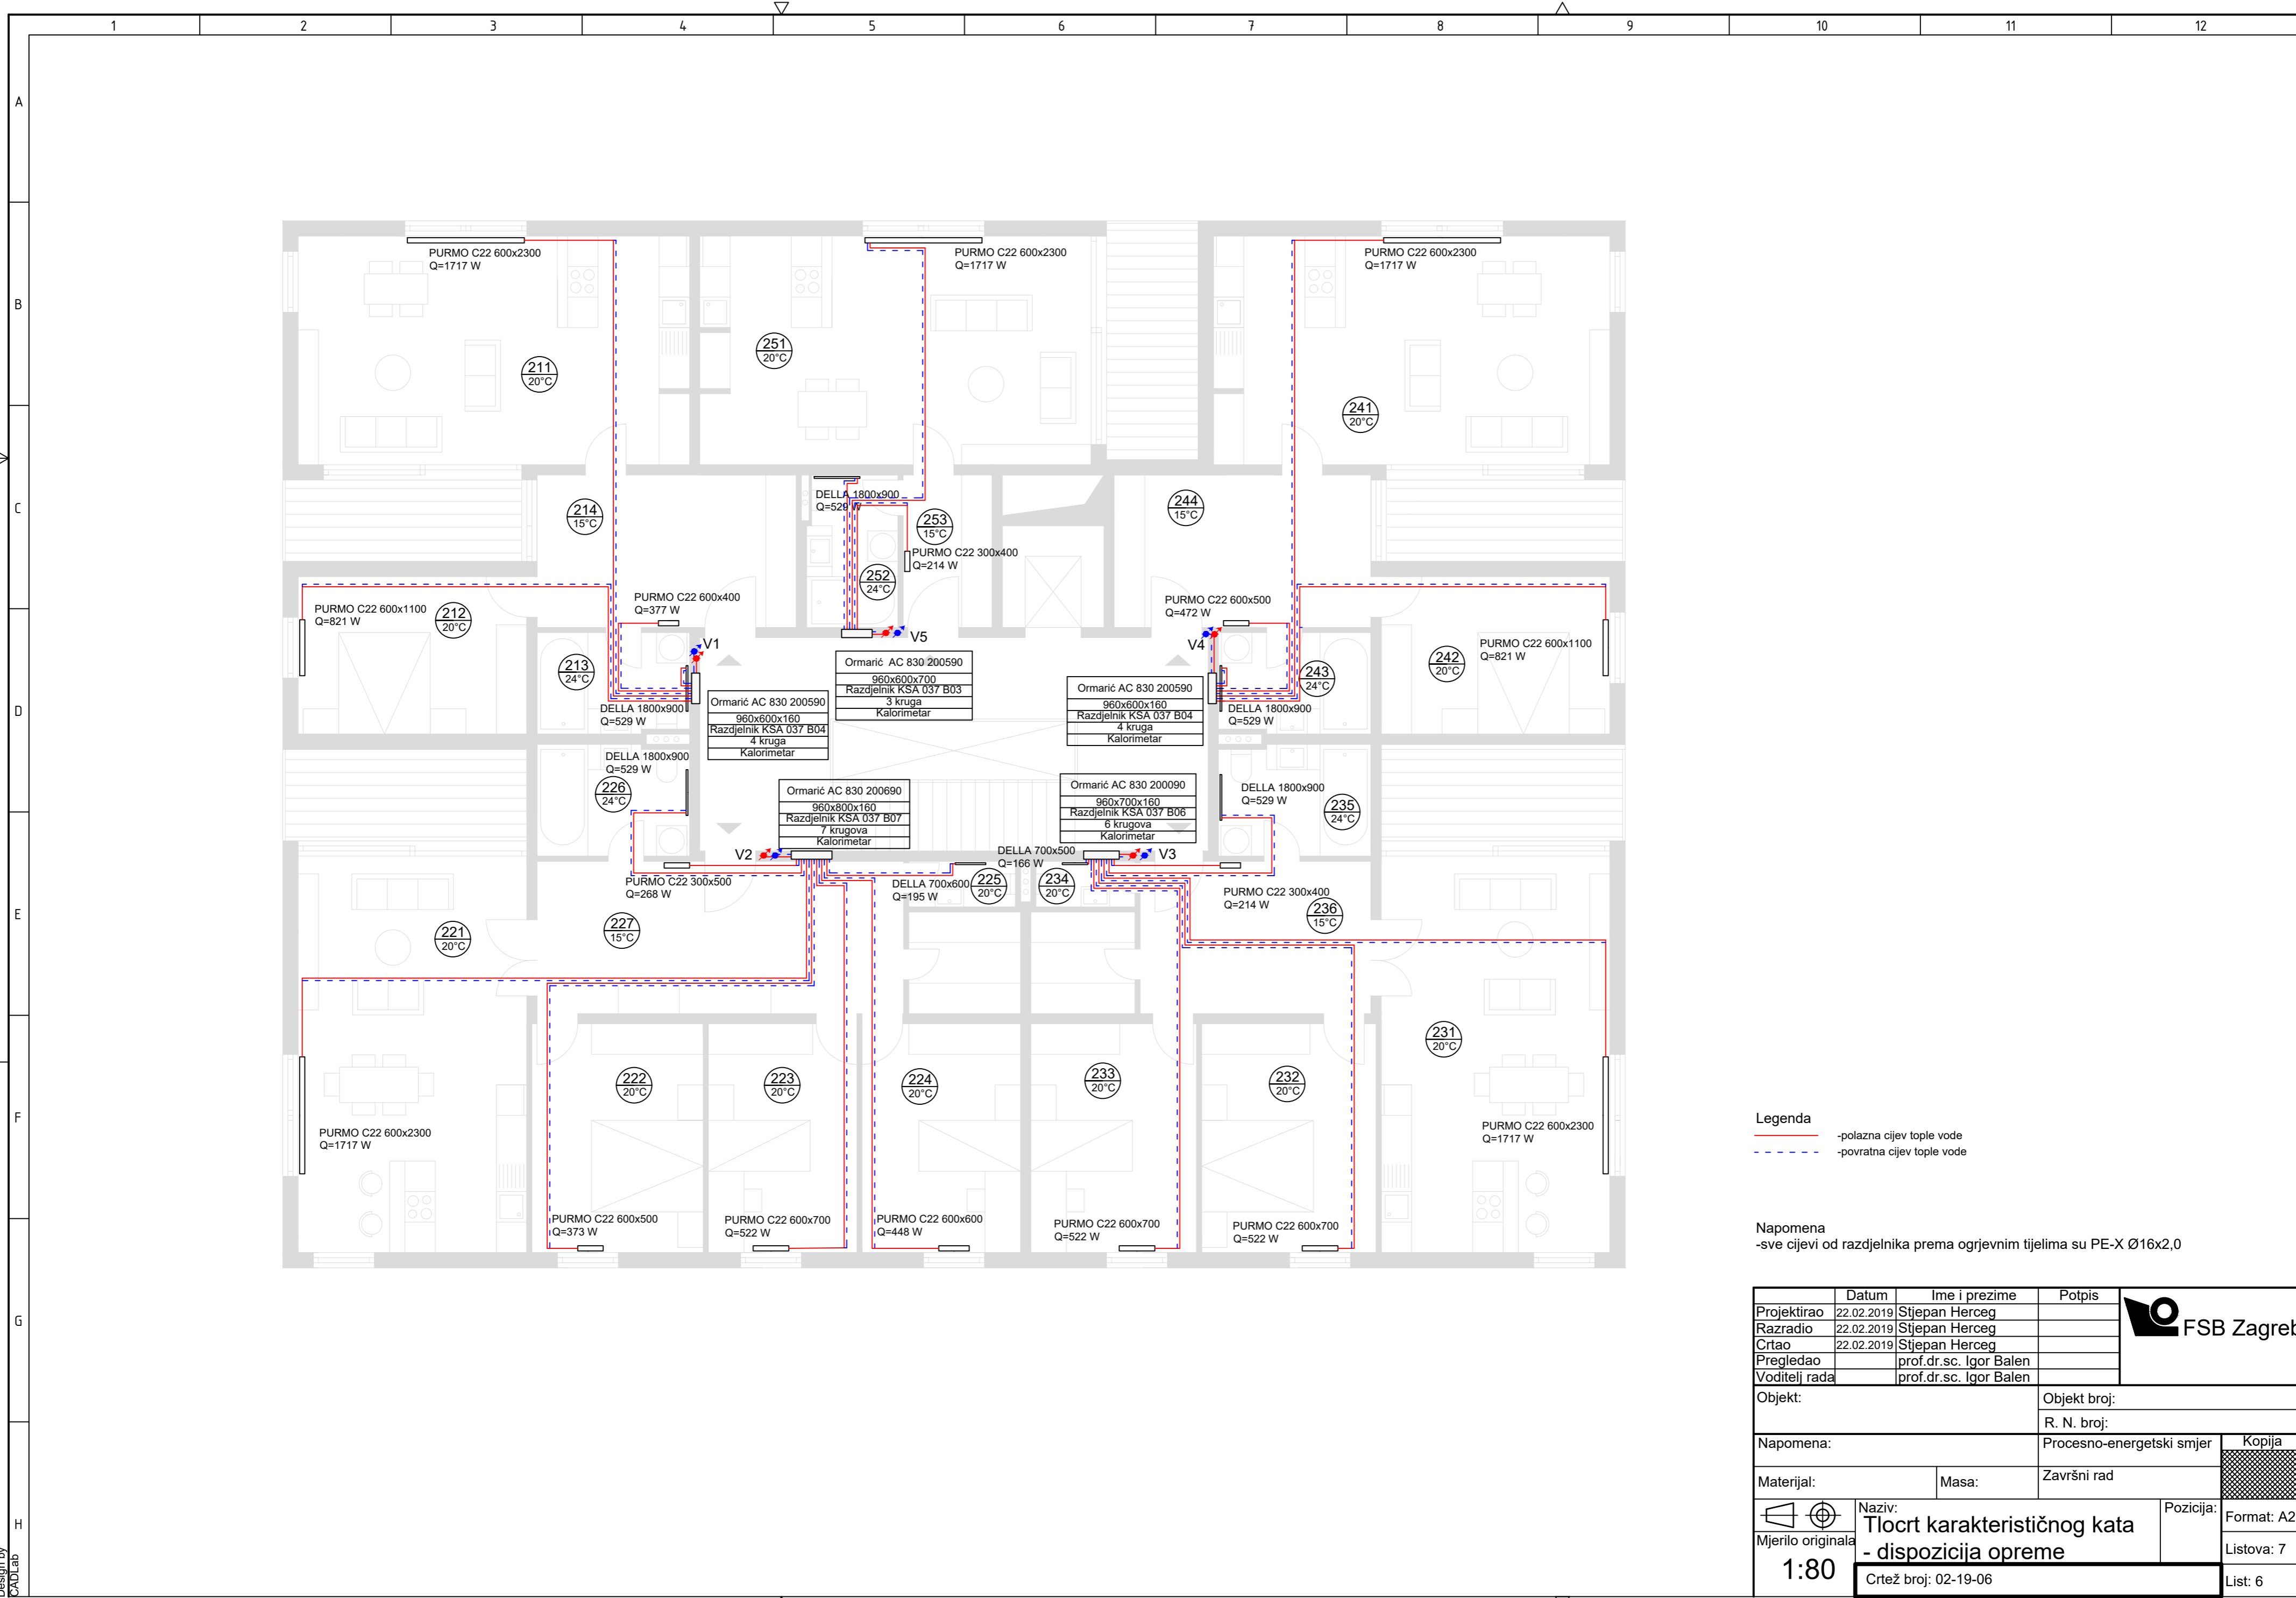 1 2 3 4 5 6 7 8 9 10 11 12
A
B
C
D
E
F
G
H
PURMO C22 600x2300
Q=1717 W
PURMO C22 600x2300
Q=1717 W
PURMO C22 600x2300
Q=1717 W
251
20°C
211
20°C
241
20°C
DELLA 1800x900
Q=529 W
214
15°C
253
15°C
244
15°C
PURMO C22 300x400
Q=214 W
252
24°C
PURMO C22 600x1100
Q=821 W
212
20°C
PURMO C22 600x400
Q=377 W
PURMO C22 600x500
Q=472 W
V1
V5
V4
PURMO C22 600x1100
Q=821 W
242
20°C
213
24°C
243
24°C
Ormarić AC 830 200590
960x600x700
Razdjelnik KSA 037 B03
3 kruga
Kalorimetar
Ormarić AC 830 200590
960x600x160
Razdjelnik KSA 037 B04
4 kruga
Kalorimetar
Ormarić AC 830 200590
960x600x160
Razdjelnik KSA 037 B04
4 kruga
Kalorimetar
DELLA 1800x900
Q=529 W
DELLA 1800x900
Q=529 W
DELLA 1800x900
Q=529 W
226
24°C
Ormarić AC 830 200690
960x800x160
Razdjelnik KSA 037 B07
7 krugova
Kalorimetar
Ormarić AC 830 200090
960x700x160
Razdjelnik KSA 037 B06
6 krugova
Kalorimetar
DELLA 1800x900
Q=529 W
235
24°C
V2
V3
DELLA 700x500
Q=166 W
PURMO C22 300x500
Q=268 W
DELLA 700x600
Q=195 W
225
20°C
234
20°C
PURMO C22 300x400
Q=214 W
236
15°C
221
20°C
227
15°C
231
20°C
222
20°C
223
20°C
224
20°C
233
20°C
232
20°C
PURMO C22 600x2300
Q=1717 W
PURMO C22 600x2300
Q=1717 W
PURMO C22 600x500
Q=373 W
PURMO C22 600x700
Q=522 W
PURMO C22 600x600
Q=448 W
PURMO C22 600x700
Q=522 W
PURMO C22 600x700
Q=522 W
Legenda
-polazna cijev tople vode
-povratna cijev tople vode
Napomena
-sve cijevi od razdjelnika prema ogrjevnim tijelima su PE-X Ø16x2,0
Datum Ime i prezime Potpis
Projektirao 22.02.2019 Stjepan Herceg
Razradio 22.02.2019 Stjepan Herceg
Crtao 22.02.2019 Stjepan Herceg
Pregledao prof.dr.sc. Igor Balen
Voditelj rada prof.dr.sc. Igor Balen
FSB Zagreb
Objekt:
Objekt broj:
R. N. broj:
Napomena:
Procesno-energetski smjer
Kopija
Materijal:
Masa:
Završni rad
Naziv:
Tlocrt karakterističnog kata
- dispozicija opreme
Pozicija:
Format: A2
Mjerilo originala
1:80
Listova: 7
Crtež broj: 02-19-06
List: 6
Design by
CADLab